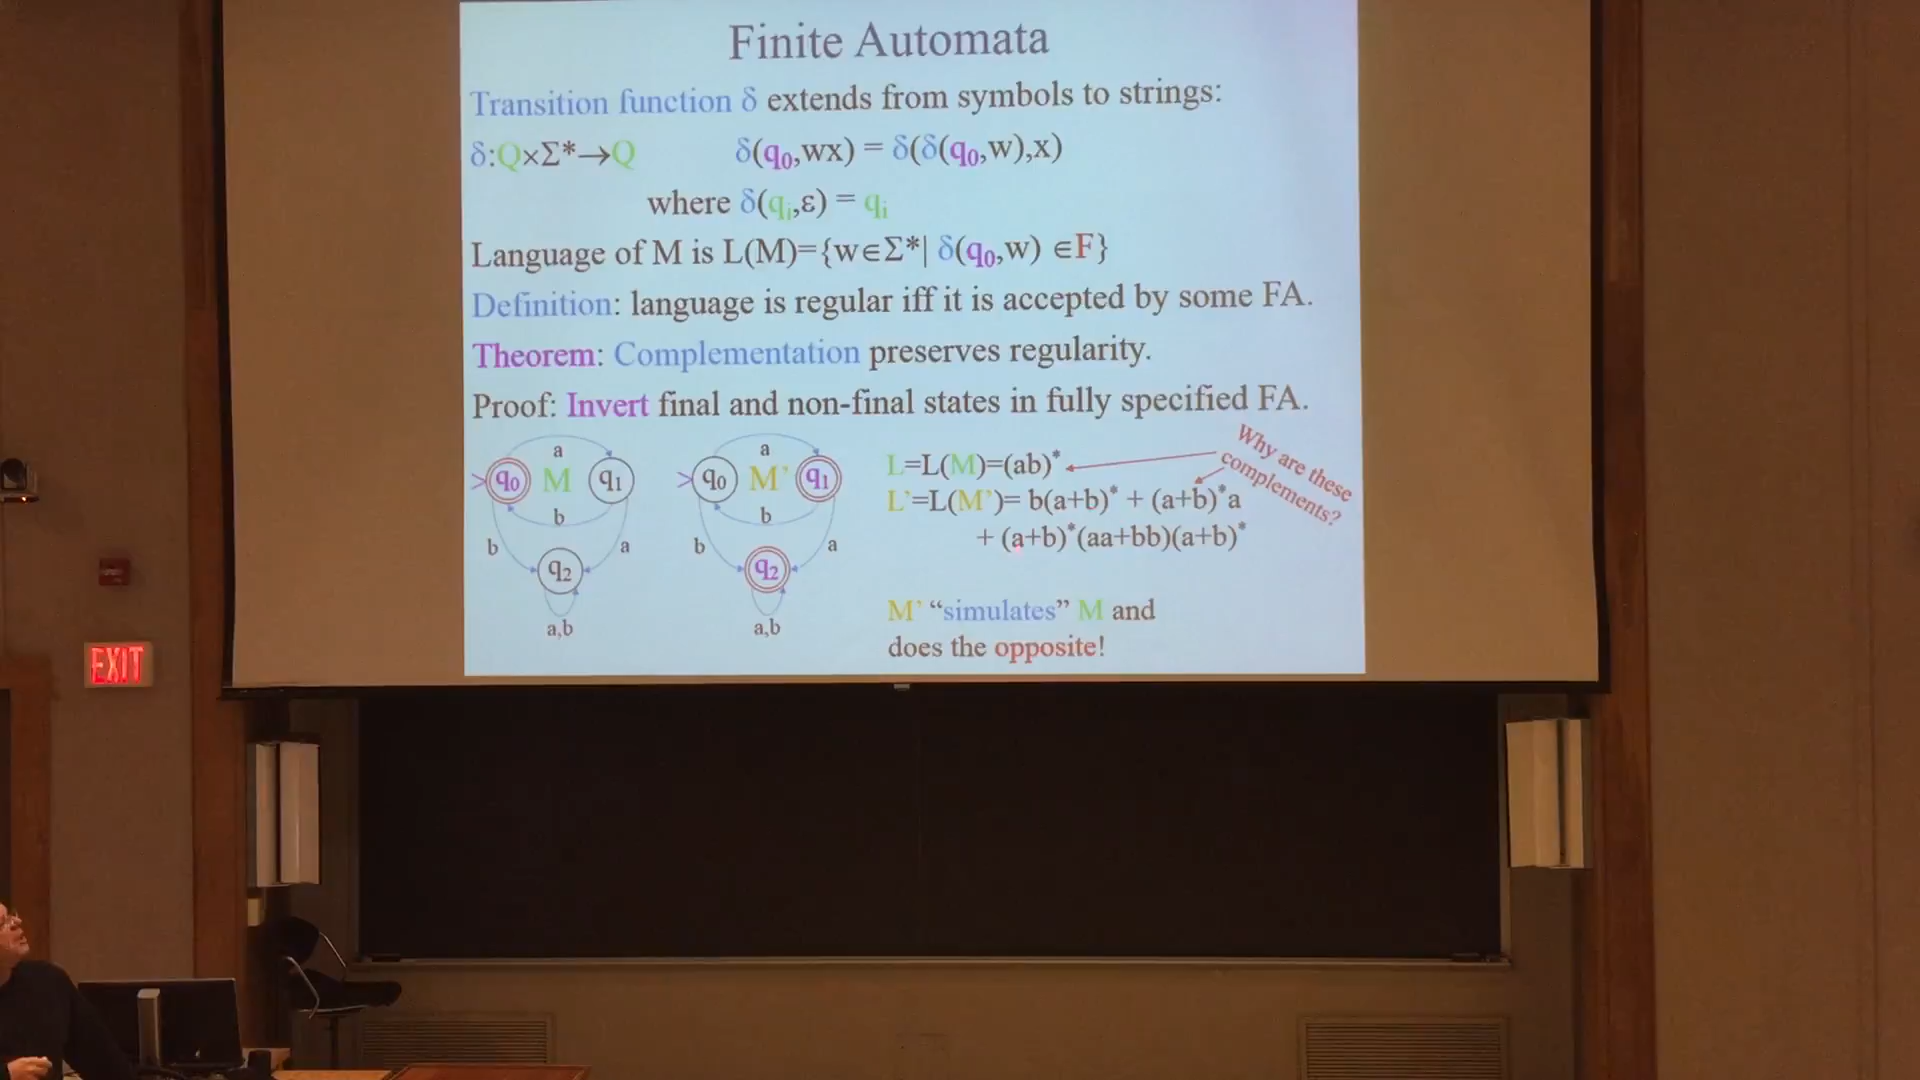 Finite Automata
Transition function δ extends from symbols to strings:
δ:Q×Σ*→Q δ(q₀,wx) = δ(δ(q₀,w),x)
where δ(qᵢ,ε) = qᵢ
Language of M is L(M)={w∈Σ*| δ(q₀,w) ∈F}
Definition: language is regular iff it is accepted by some FA.
Theorem: Complementation preserves regularity.
Proof: Invert final and non-final states in fully specified FA.
a
>q₀ M q₁
b
b a
q₂
a,b
a
>q₀ M' q₁
b
b a
q₂
a,b
L=L(M)=(ab)*
L'=L(M')= b(a+b)* + (a+b)*a
+ (a+b)*(aa+bb)(a+b)*
Why are these
complements?
M' “simulates” M and
does the opposite!
EXIT